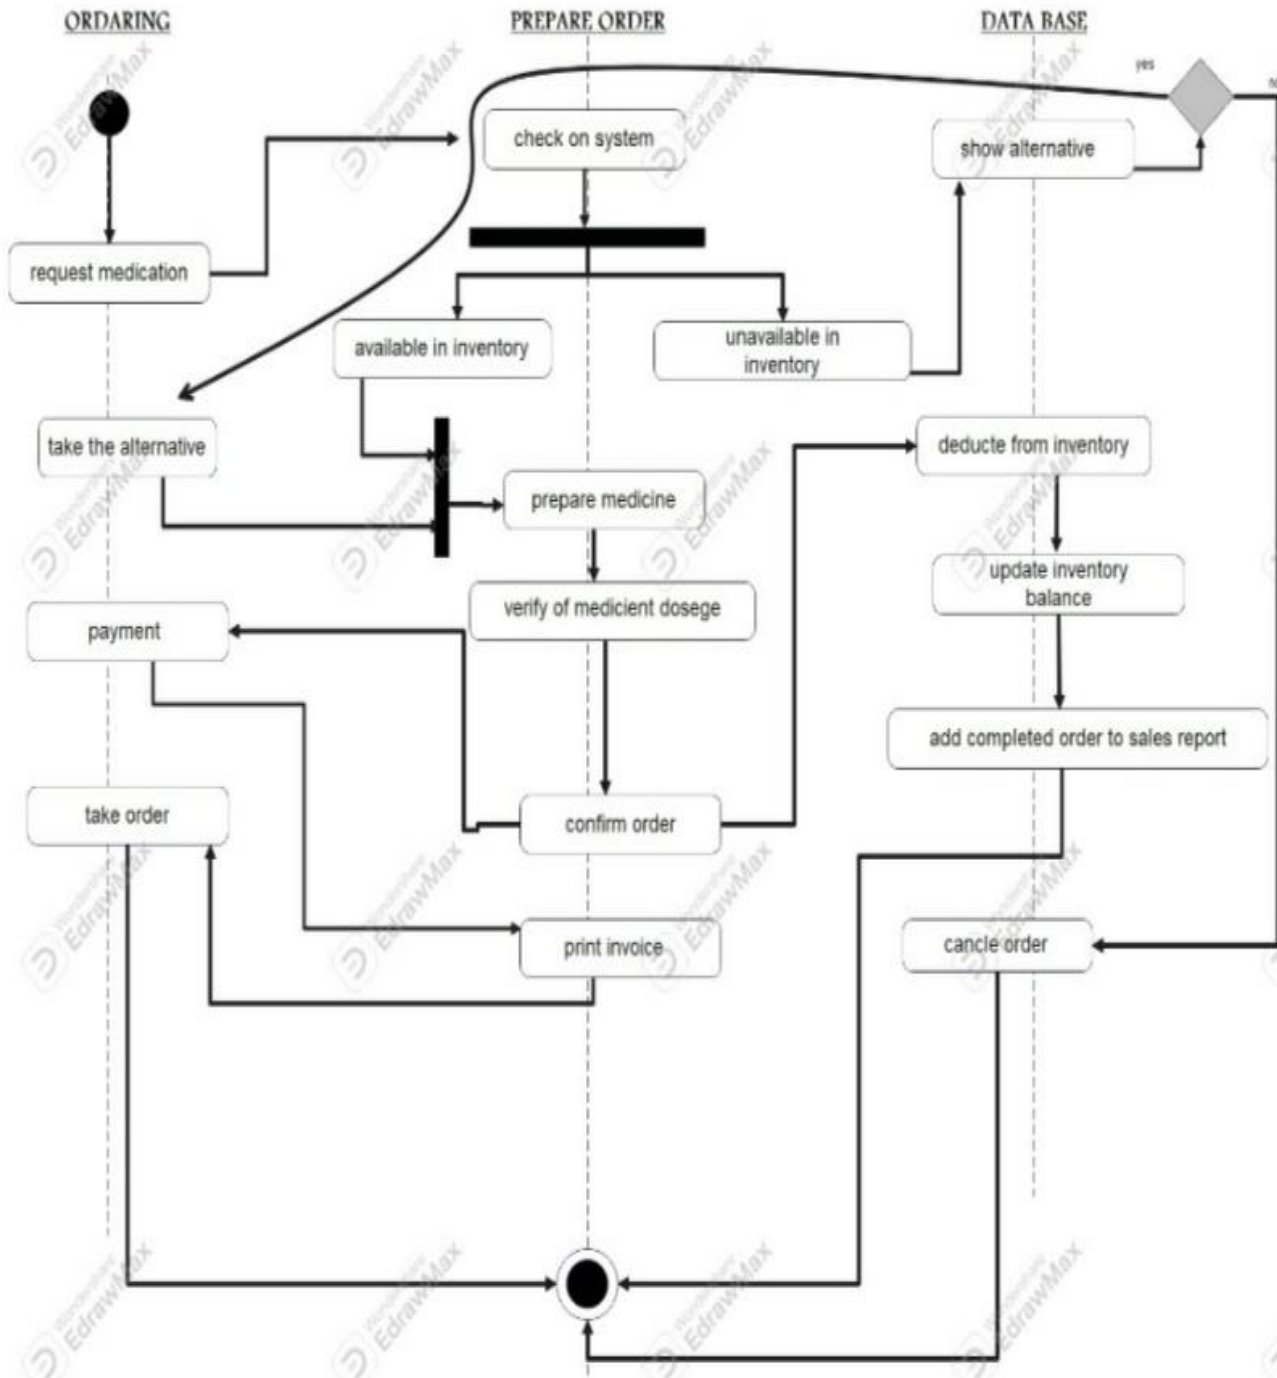 ORDARING
PREPARE ORDER
DATA BASE
yes
check on system
show alternative
request medication
available in inventory
unavailable in
inventory
take the alternative
deducte from inventory
prepare medicine
update inventory
balance
verify of medicient dosege
payment
add completed order to sales report
take order
confirm order
print invoice
cancle order
Wondershare
EdrawMax